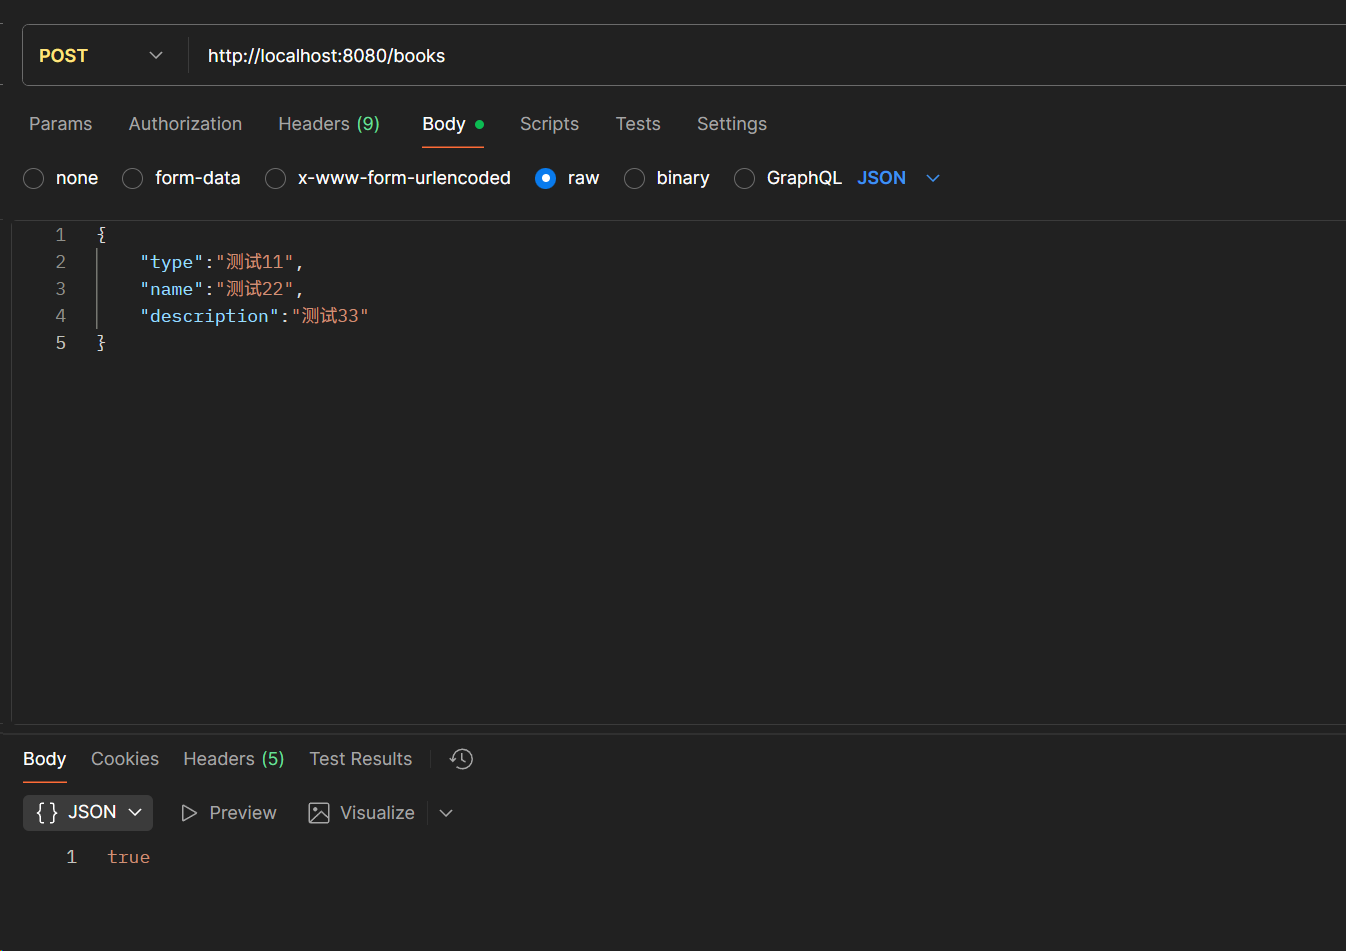 POST http://localhost:8080/books
Params Authorization Headers (9) Body Scripts Tests Settings
none form-data x-www-form-urlencoded raw binary GraphQL JSON
1 {
2 "type":"测试11",
3 "name":"测试22",
4 "description":"测试33"
5 }
Body Cookies Headers (5) Test Results
{} JSON Preview Visualize
1 true